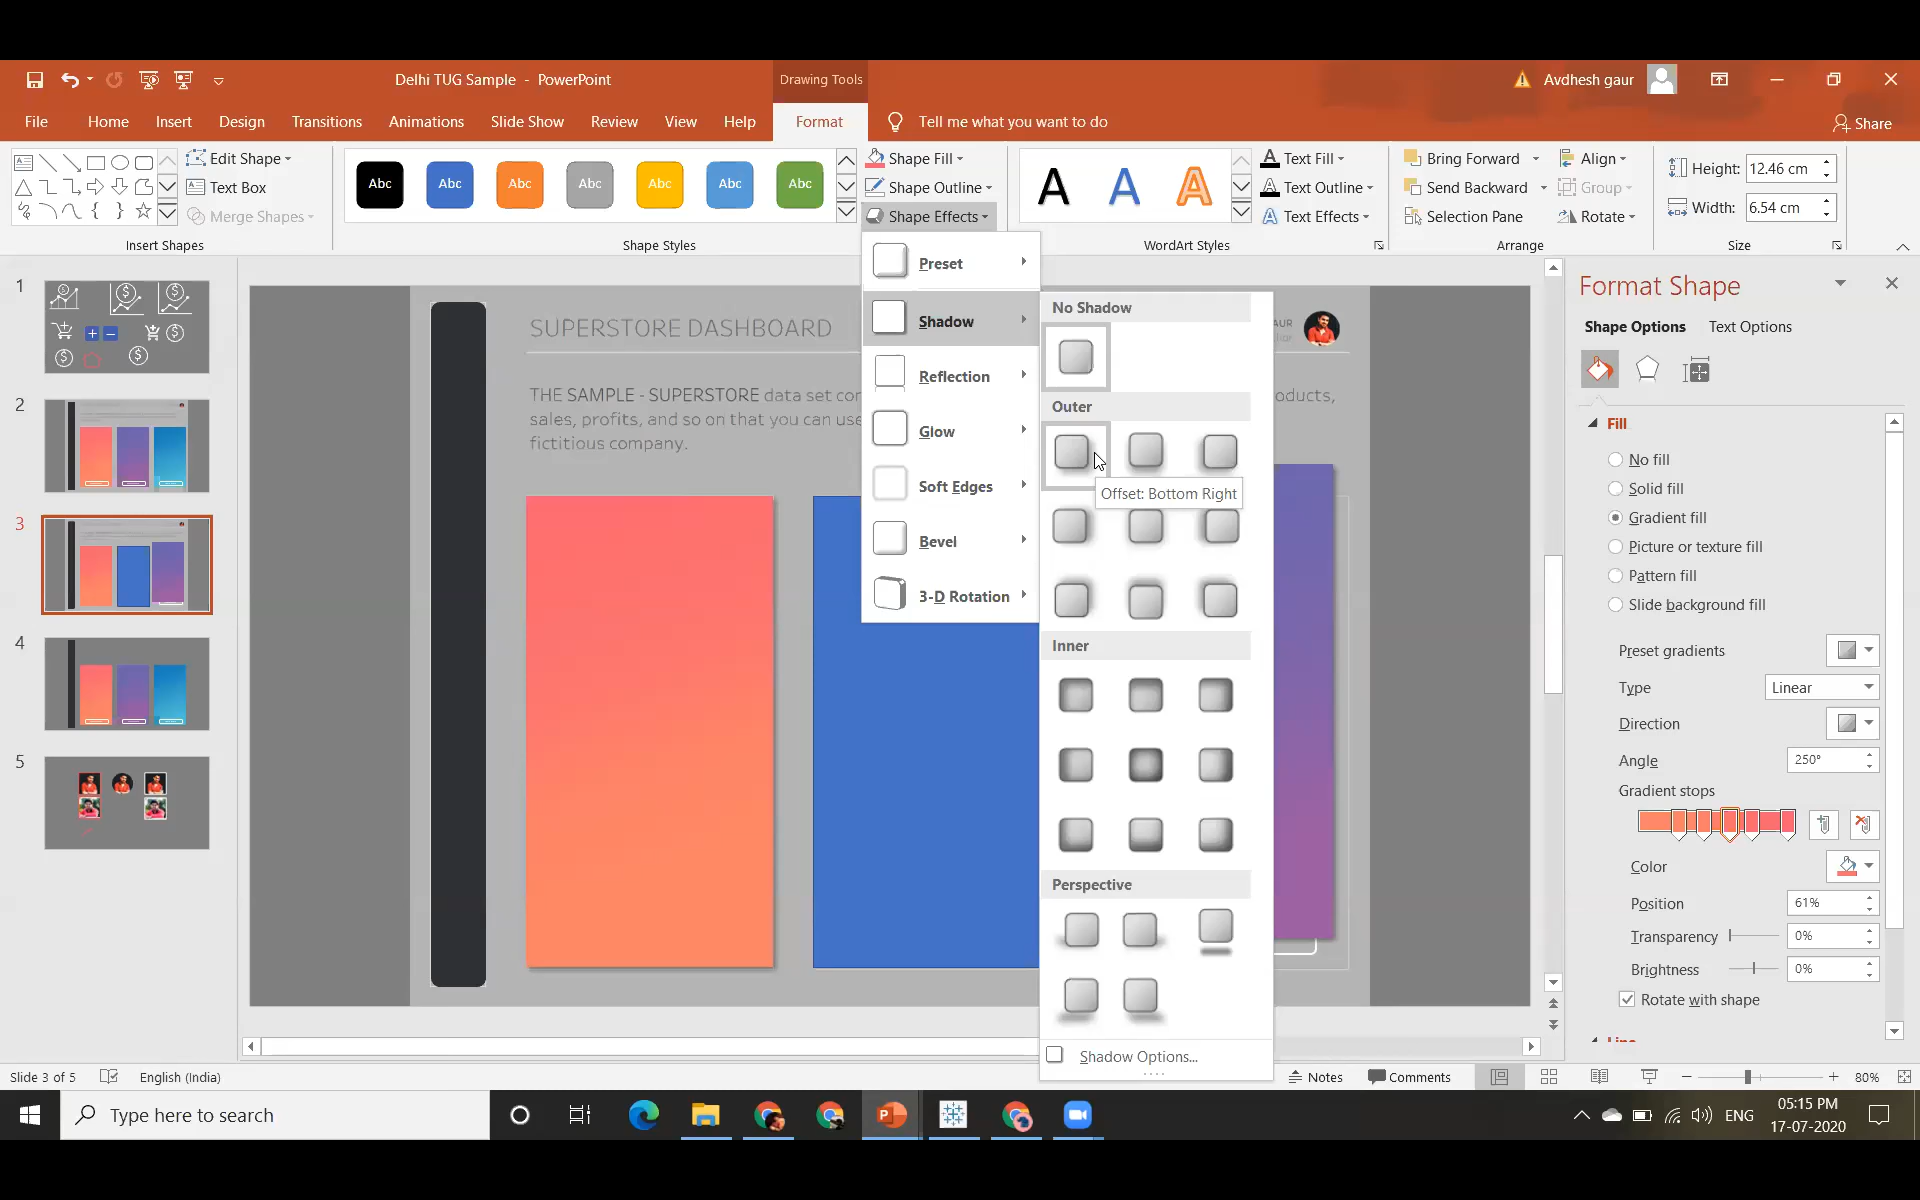 Delhi TUG Sample - PowerPoint
Drawing Tools
Avdhesh gaur
File
Home
Insert
Design
Transitions
Animations
Slide Show
Review
View
Help
Format
Tell me what you want to do
Share
Edit Shape
Text Box
Merge Shapes
Insert Shapes
Abc
Abc
Abc
Abc
Abc
Abc
Abc
Shape Styles
Shape Fill
Shape Outline
Shape Effects
A
A
A
WordArt Styles
Text Fill
Text Outline
Text Effects
Bring Forward
Send Backward
Selection Pane
Align
Group
Rotate
Arrange
Height: 12.46 cm
Width: 6.54 cm
Size
Preset
Shadow
Reflection
Glow
Soft Edges
Bevel
3-D Rotation
No Shadow
Outer
Offset: Bottom Right
Inner
Perspective
Shadow Options...
1
2
3
4
5
SUPERSTORE DASHBOARD
AUR
THE SAMPLE - SUPERSTORE data set
oducts,
sales, profits, and so on that you can use
fictitious company.
Format Shape
Shape Options
Text Options
Fill
No fill
Solid fill
Gradient fill
Picture or texture fill
Pattern fill
Slide background fill
Preset gradients
Type
Linear
Direction
Angle
250°
Gradient stops
Color
Position
61%
Transparency
0%
Brightness
0%
Rotate with shape
Line
Slide 3 of 5
English (India)
Notes
Comments
80%
Type here to search
ENG
05:15 PM
17-07-2020